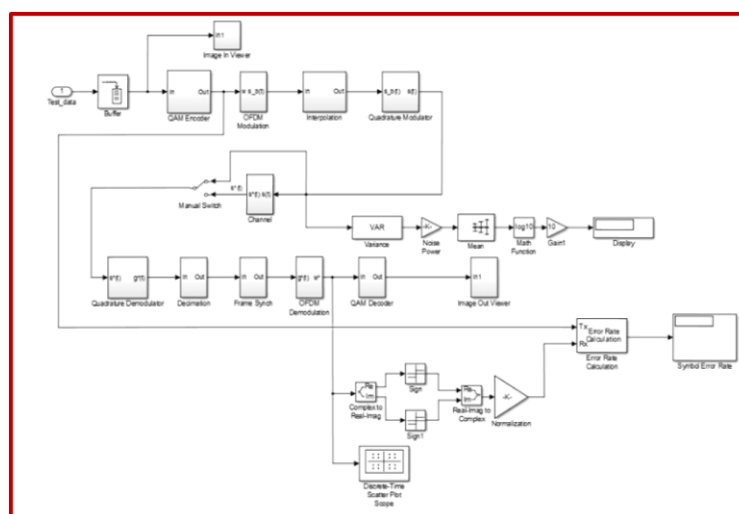 In1
Image In Viewer
1
Test_data
Buffer
In
Out
QAM Encoder
w s_b(t)
OFDM
Modulation
In
Out
Interpolation
s_b(t) s(t)
Quadrature Modulator
Manual Switch
s^(t)
s^(t) s(t)
Channel
VAR
Variance
-K-
Noise
Power
Mean
log10
Math
Function
10
Gain1
Display
s^(t) g^(t)
Quadrature Demodulator
In
Out
Decimation
In
Out
Frame Synch
g^(t) w^
OFDM
Demodulation
In
Out
QAM Decoder
In1
Image Out Viewer
Tx
Rx
Error Rate
Calculation
Error Rate
Calculation
Symbol Error Rate
Re
Im
Complex to
Real-Imag
Sign
Sign1
Re
Im
Real-Imag to
Complex
-K-
Normalization
Discrete-Time
Scatter Plot
Scope